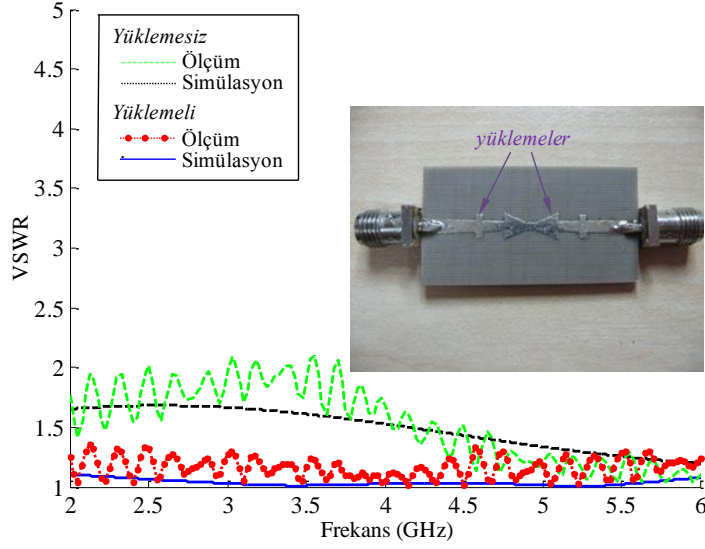 5
4.5
4
3.5
3
2.5
2
1.5
1
VSWR
Yüklemesiz
Ölçüm
Simülasyon
Yüklemeli
Ölçüm
Simülasyon
yüklemeler
2 2.5 3 3.5 4 4.5 5 5.5 6
Frekans (GHz)